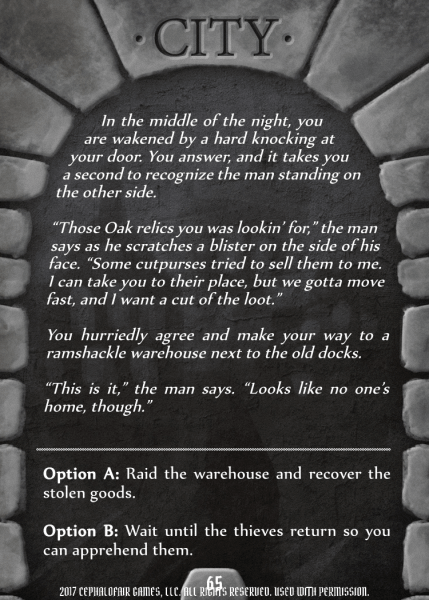 · CITY ·
In the middle of the night, you
are wakened by a hard knocking at
your door. You answer, and it takes you
a second to recognize the man standing on
the other side.
“Those Oak relics you was lookin’ for,” the man
says as he scratches a blister on the side of his
face. “Some cutpurses tried to sell them to me.
I can take you to their place, but we gotta move
fast, and I want a cut of the loot.”
You hurriedly agree and make your way to a
ramshackle warehouse next to the old docks.
“This is it,” the man says. “Looks like no one’s
home, though.”
Option A: Raid the warehouse and recover the
stolen goods.
Option B: Wait until the thieves return so you
can apprehend them.
65
2017 CEPHALOFAIR GAMES, LLC. ALL RIGHTS RESERVED. USED WITH PERMISSION.